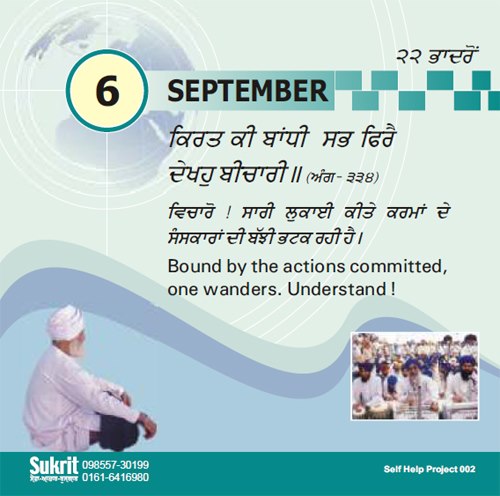 ੨੨ ਭਾਦਰੋਂ
6 SEPTEMBER
ਕਿਰਤ ਕੀ ਬਾਂਧੀ ਸਭ ਫਿਰੈ
ਦੇਖਹੁ ਬੀਚਾਰੀ॥ (ਅੰਗ- ੩੩੪)
ਵਿਚਾਰੋ ! ਸਾਰੀ ਲੁਕਾਈ ਕੀਤੇ ਕਰਮਾਂ ਦੇ
ਸੰਸਕਾਰਾਂ ਦੀ ਬੱਝੀ ਭਟਕ ਰਹੀ ਹੈ।
Bound by the actions committed,
one wanders. Understand !
Sukrit 098557-30199
0161-6416980
Self Help Project 002